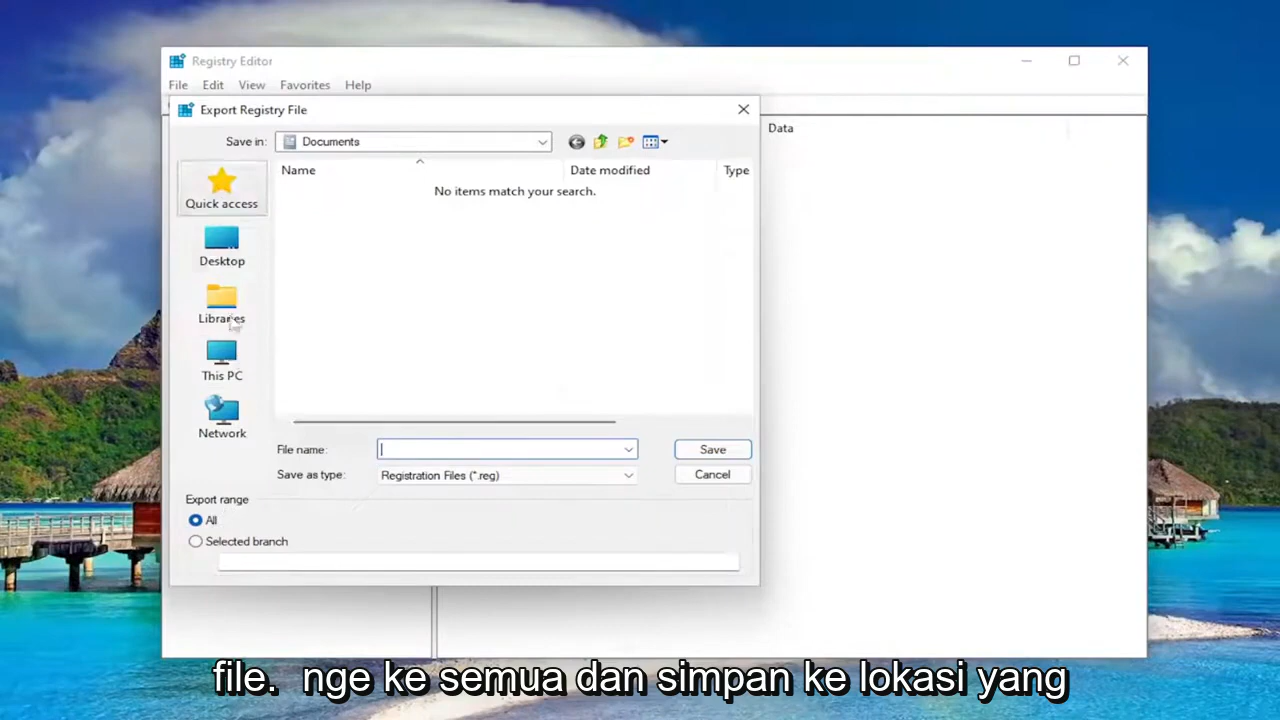 Registry Editor
File Edit View Favorites Help
Export Registry File
Save in: Documents
Name Date modified Type
No items match your search.
Data
Quick access
Desktop
Libraries
This PC
Network
File name: Save
Save as type: Registration Files (*.reg) Cancel
Export range
All
Selected branch
file. nge ke semua dan simpan ke lokasi yang